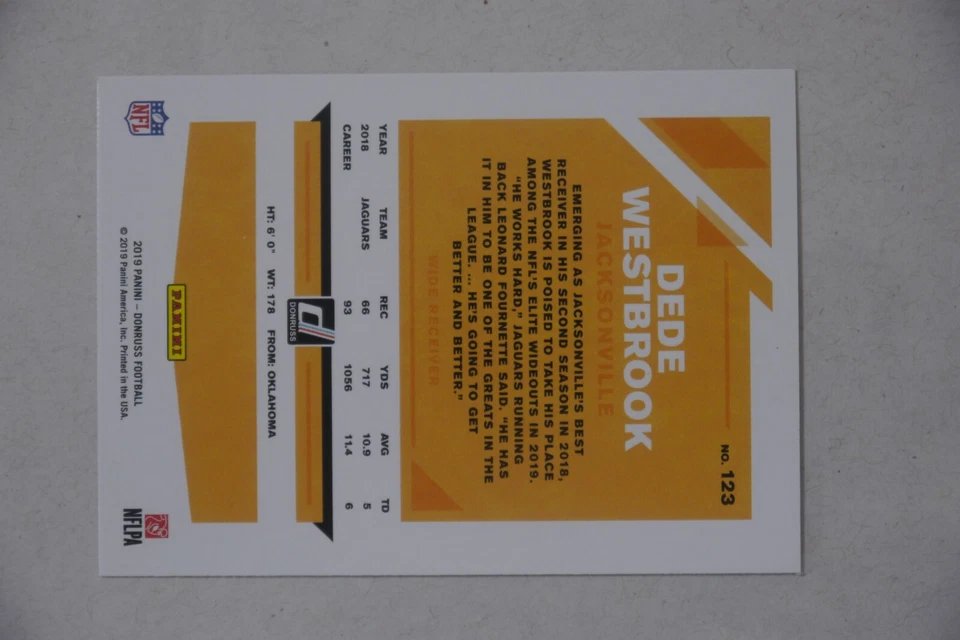 NO. 123
DEDE
WESTBROOK
JACKSONVILLE
EMERGING AS JACKSONVILLE'S BEST
RECEIVER IN HIS SECOND SEASON IN 2018,
WESTBROOK IS POISED TO TAKE HIS PLACE
AMONG THE NFL'S ELITE WIDEOUTS IN 2019.
"HE WORKS HARD," JAGUARS RUNNING
BACK LEONARD FOURNETTE SAID. "HE HAS
IT IN HIM TO BE ONE OF THE GREATS IN THE
LEAGUE. ... HE'S GOING TO GET
BETTER AND BETTER."
WIDE RECEIVER
YEAR TEAM REC YDS AVG TD
2018 JAGUARS 66 717 10.9 5
CAREER 93 1056 11.4 6
DONRUSS
HT: 6' 0" WT: 178 FROM: OKLAHOMA
PANINI
2019 PANINI – DONRUSS FOOTBALL
© 2019 Panini America, Inc. Printed in the USA.
NFL
NFLPA